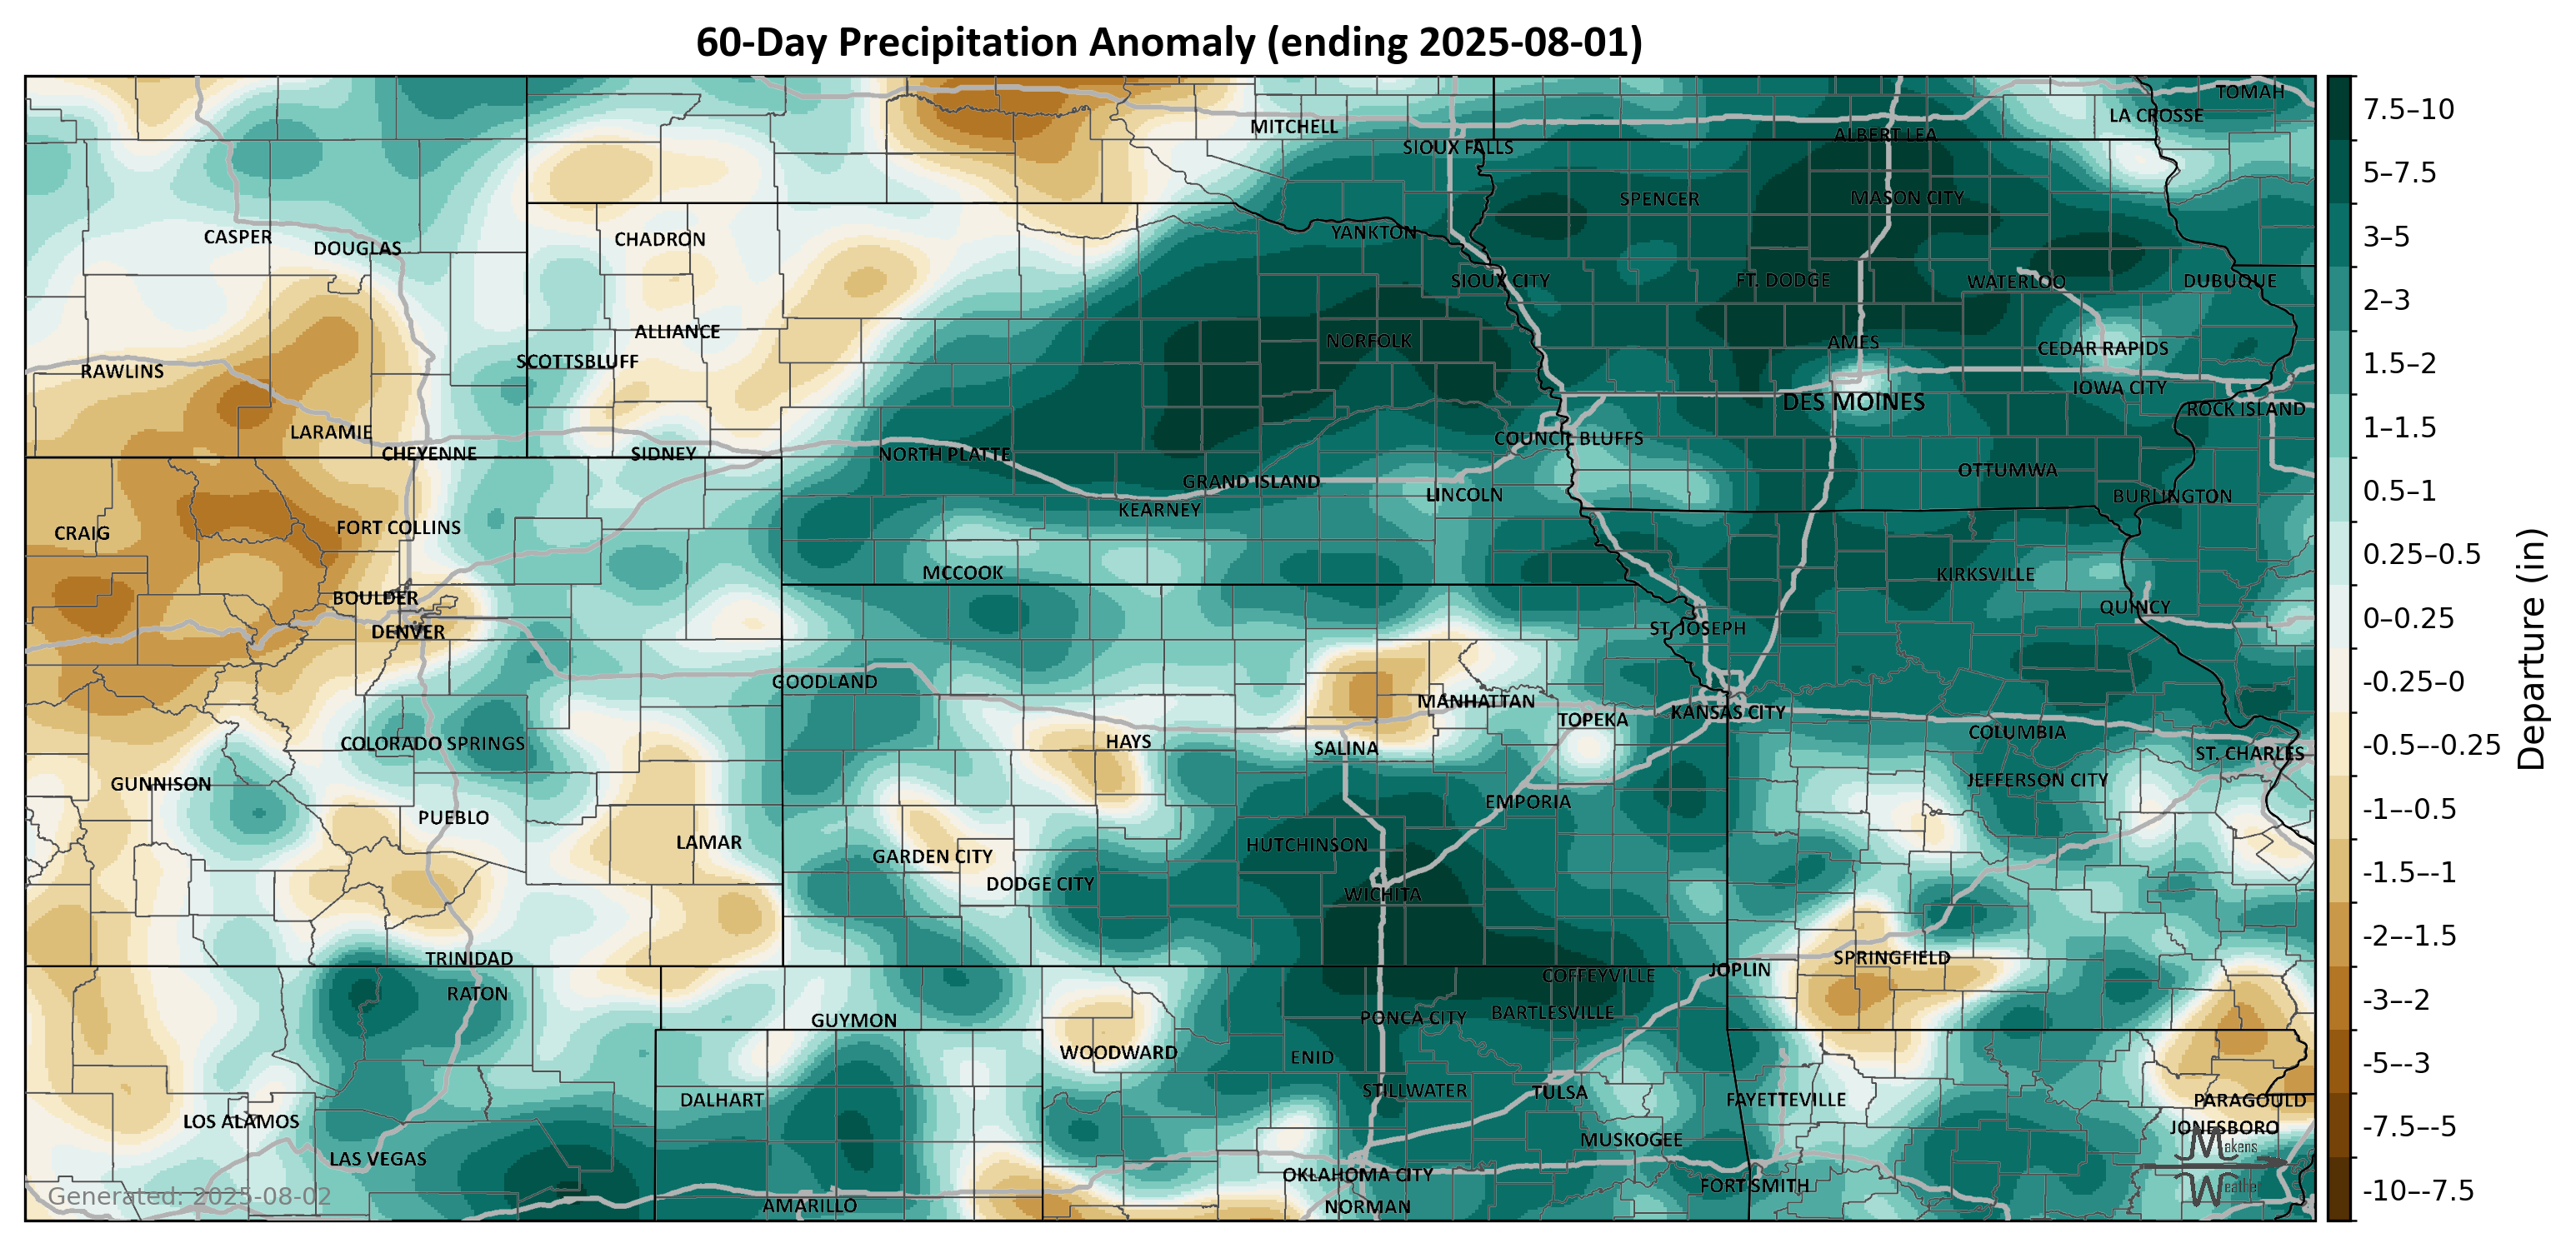 60-Day Precipitation Anomaly (ending 2025-08-01)
TOMAH
LA CROSSE
MITCHELL
ALBERT LEA
SIOUX FALLS
SPENCER
MASON CITY
CASPER
DOUGLAS
CHADRON
YANKTON
SIOUX CITY
FT. DODGE
WATERLOO
DUBUQUE
ALLIANCE
NORFOLK
AMES
CEDAR RAPIDS
SCOTTSBLUFF
RAWLINS
IOWA CITY
DES MOINES
ROCK ISLAND
LARAMIE
COUNCIL BLUFFS
CHEYENNE
SIDNEY
NORTH PLATTE
OTTUMWA
GRAND ISLAND
LINCOLN
BURLINGTON
KEARNEY
CRAIG
FORT COLLINS
MCCOOK
KIRKSVILLE
BOULDER
QUINCY
DENVER
ST. JOSEPH
GOODLAND
MANHATTAN
TOPEKA
KANSAS CITY
COLUMBIA
COLORADO SPRINGS
HAYS
SALINA
ST. CHARLES
GUNNISON
JEFFERSON CITY
EMPORIA
PUEBLO
LAMAR
HUTCHINSON
GARDEN CITY
DODGE CITY
WICHITA
TRINIDAD
SPRINGFIELD
COFFEYVILLE
JOPLIN
RATON
GUYMON
PONCA CITY
BARTLESVILLE
WOODWARD
ENID
STILLWATER
TULSA
DALHART
FAYETTEVILLE
PARAGOULD
LOS ALAMOS
JONESBORO
MUSKOGEE
LAS VEGAS
OKLAHOMA CITY
FORT SMITH
AMARILLO
NORMAN
Makens
Weathe
Generated: 2025-08-02
7.5–10
5–7.5
3–5
2–3
1.5–2
1–1.5
0.5–1
0.25–0.5
0–0.25
-0.25–0
-0.5–-0.25
-1–-0.5
-1.5–-1
-2–-1.5
-3–-2
-5–-3
-7.5–-5
-10–-7.5
Departure (in)